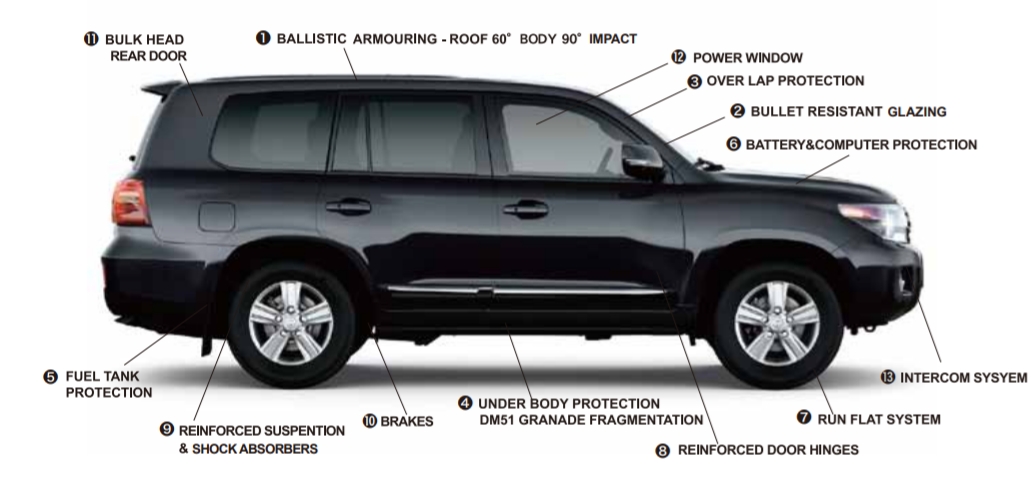 ⓫ BULK HEAD
REAR DOOR
❶ BALLISTIC ARMOURING - ROOF 60° BODY 90° IMPACT
⓬ POWER WINDOW
❸ OVER LAP PROTECTION
❷ BULLET RESISTANT GLAZING
❻ BATTERY&COMPUTER PROTECTION
❺ FUEL TANK
PROTECTION
❾ REINFORCED SUSPENTION
& SHOCK ABSORBERS
❿ BRAKES
❹ UNDER BODY PROTECTION
DM51 GRANADE FRAGMENTATION
❽ REINFORCED DOOR HINGES
❼ RUN FLAT SYSTEM
⓭ INTERCOM SYSYEM